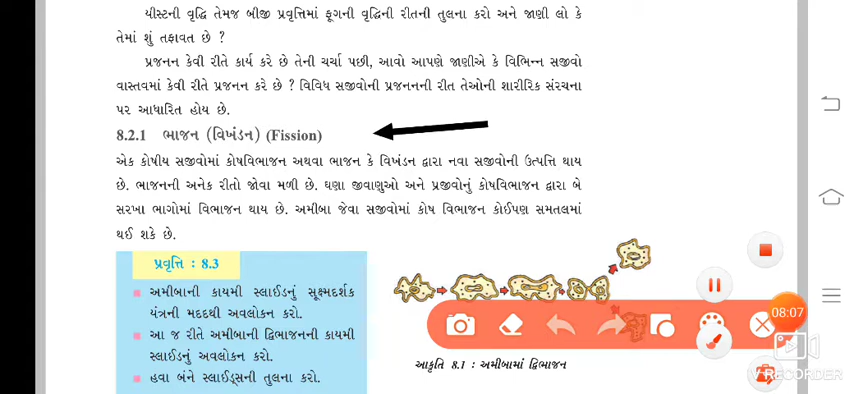 યીસ્ટની વૃદ્ધિ તેમજ બીજી પ્રવૃત્તિમાં ફૂગની વૃદ્ધિની રીતની તુલના કરો અને જાણી લો કે
તેમાં શું તફાવત છે ?
પ્રજનન કેવી રીતે કાર્ય કરે છે તેની ચર્ચા પછી, આવો આપણે જાણીએ કે વિભિન્ન સજીવો
વાસ્તવમાં કેવી રીતે પ્રજનન કરે છે ? વિવિધ સજીવોની પ્રજનનની રીત તેઓની શારીરિક સંરચના
પર આધારિત હોય છે.
8.2.1 ભાજન (વિખંડન) (Fission)
એક કોષીય સજીવોમાં કોષવિભાજન અથવા ભાજન કે વિખંડન દ્વારા નવા સજીવોની ઉત્પત્તિ થાય
છે. ભાજનની અનેક રીતો જોવા મળી છે. ઘણા જીવાણુઓ અને પ્રજીવોનું કોષવિભાજન દ્વારા બે
સરખા ભાગોમાં વિભાજન થાય છે. અમીબા જેવા સજીવોમાં કોષ વિભાજન કોઈપણ સમતલમાં
થઈ શકે છે.
પ્રવૃત્તિ : 8.3
અમીબાની કાયમી સ્લાઈડનું સૂક્ષ્મદર્શક
યંત્રની મદદથી અવલોકન કરો.
આ જ રીતે અમીબાની દ્વિભાજનની કાયમી
સ્લાઈડનું અવલોકન કરો.
હવા બંને સ્લાઈડ્સની તુલના કરો.
આકૃતિ 8.1 : અમીબામાં દ્વિભાજન
08:07
V RECORDER